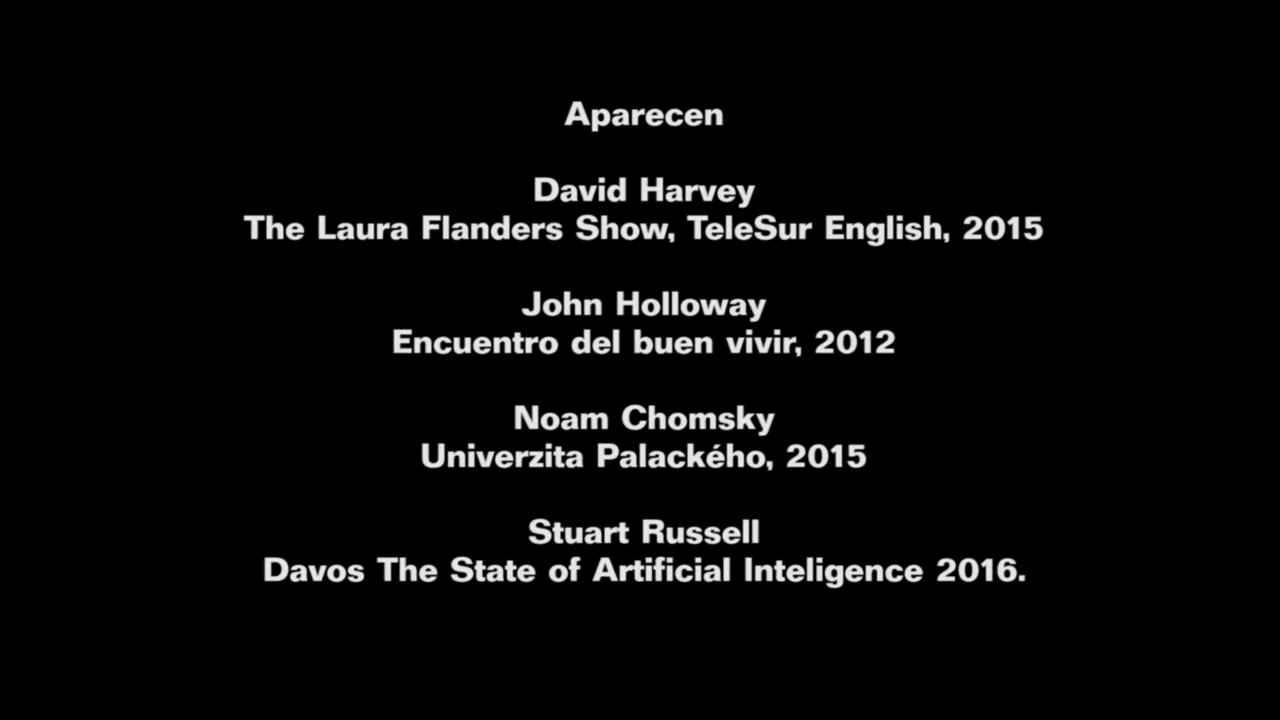 Aparecen
David Harvey
The Laura Flanders Show, TeleSur English, 2015
John Holloway
Encuentro del buen vivir, 2012
Noam Chomsky
Univerzita Palackého, 2015
Stuart Russell
Davos The State of Artificial Inteligence 2016.